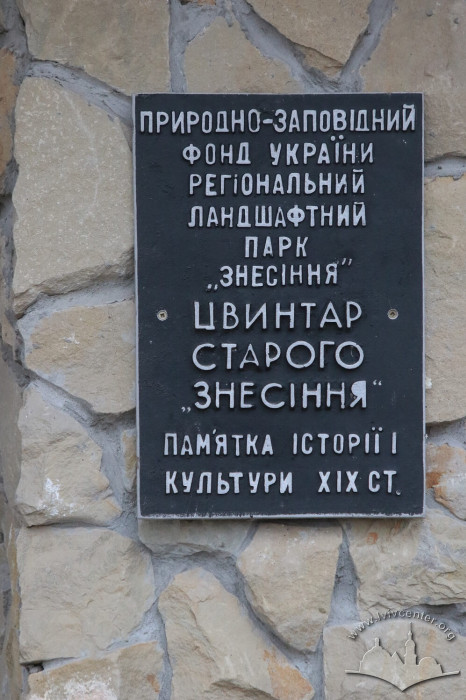 ПРИРОДНО-ЗАПОВІДНИЙ
ФОНД УКРАЇНИ
РЕГІОНАЛЬНИЙ
ЛАНДШАФТНИЙ
ПАРК
„ЗНЕСІННЯ"
ЦВИНТАР
СТАРОГО
„ЗНЕСІННЯ"
ПАМ'ЯТКА ІСТОРІЇ І
КУЛЬТУРИ XIX СТ.
www.lvivcenter.org